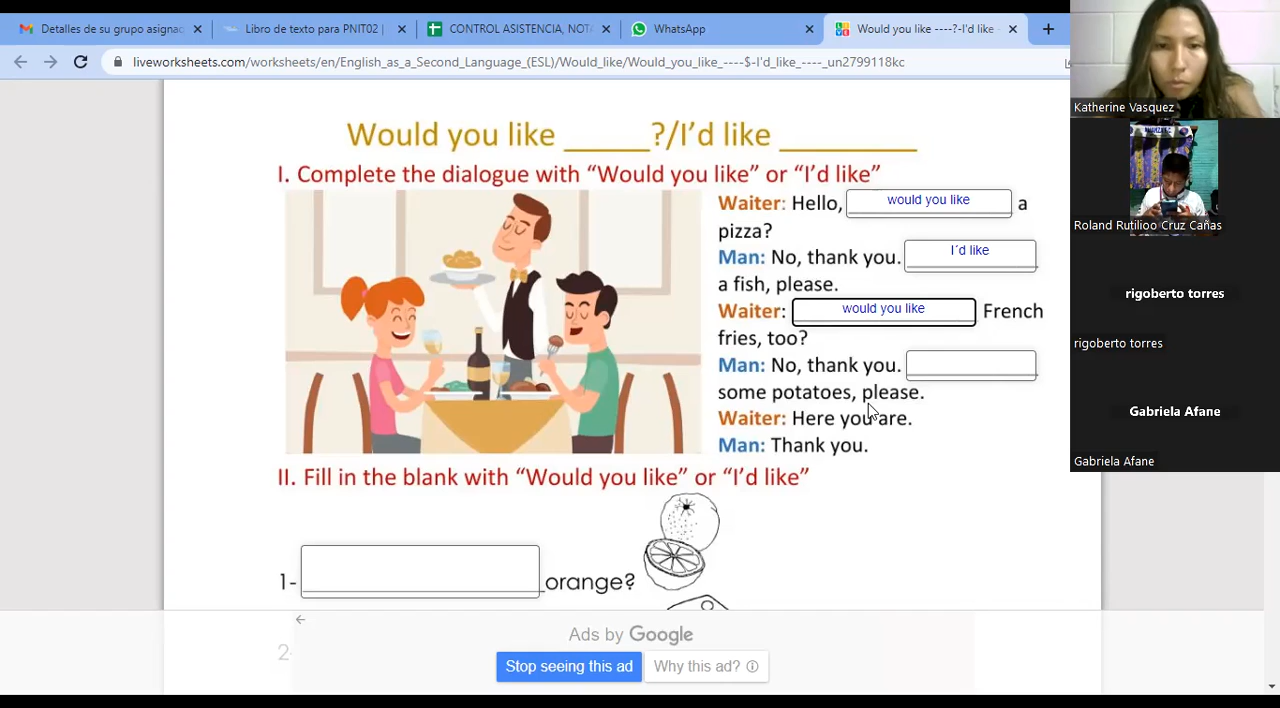 Detalles de su grupo asignac
Libro de texto para PNIT02 |
CONTROL ASISTENCIA, NOTA
WhatsApp
Would you like ----?-I'd like
liveworksheets.com/worksheets/en/English_as_a_Second_Language_(ESL)/Would_like/Would_you_like_----$-I'd_like_----_un2799118kc
Katherine Vasquez
Roland Rutilioo Cruz Cañas
rigoberto torres
rigoberto torres
Gabriela Afane
Gabriela Afane
Would you like _____?/I'd like ________
I. Complete the dialogue with “Would you like” or “I'd like”
Waiter: Hello, would you like a
pizza?
Man: No, thank you. I´d like
a fish, please.
Waiter: would you like French
fries, too?
Man: No, thank you.
some potatoes, please.
Waiter: Here you are.
Man: Thank you.
II. Fill in the blank with “Would you like” or “I'd like”
1- orange?
2-
Ads by Google
Stop seeing this ad
Why this ad?